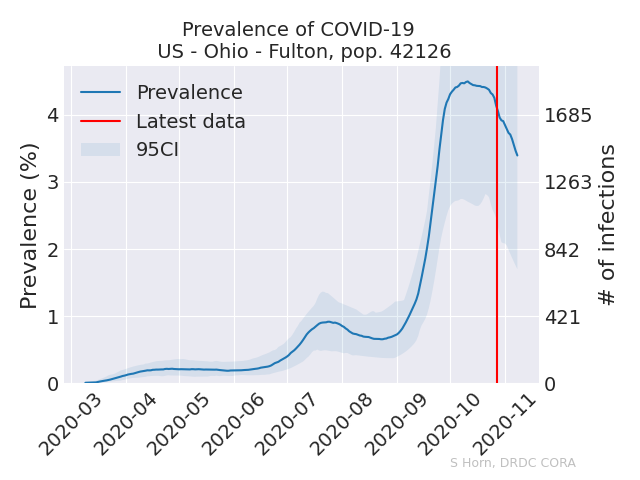 Prevalence of COVID-19
US - Ohio - Fulton, pop. 42126
Prevalence
Latest data
95CI
Prevalence (%)
4
3
2
1
0
1685
1263
842
421
0
# of infections
2020-03
2020-04
2020-05
2020-06
2020-07
2020-08
2020-09
2020-10
2020-11
S Horn, DRDC CORA